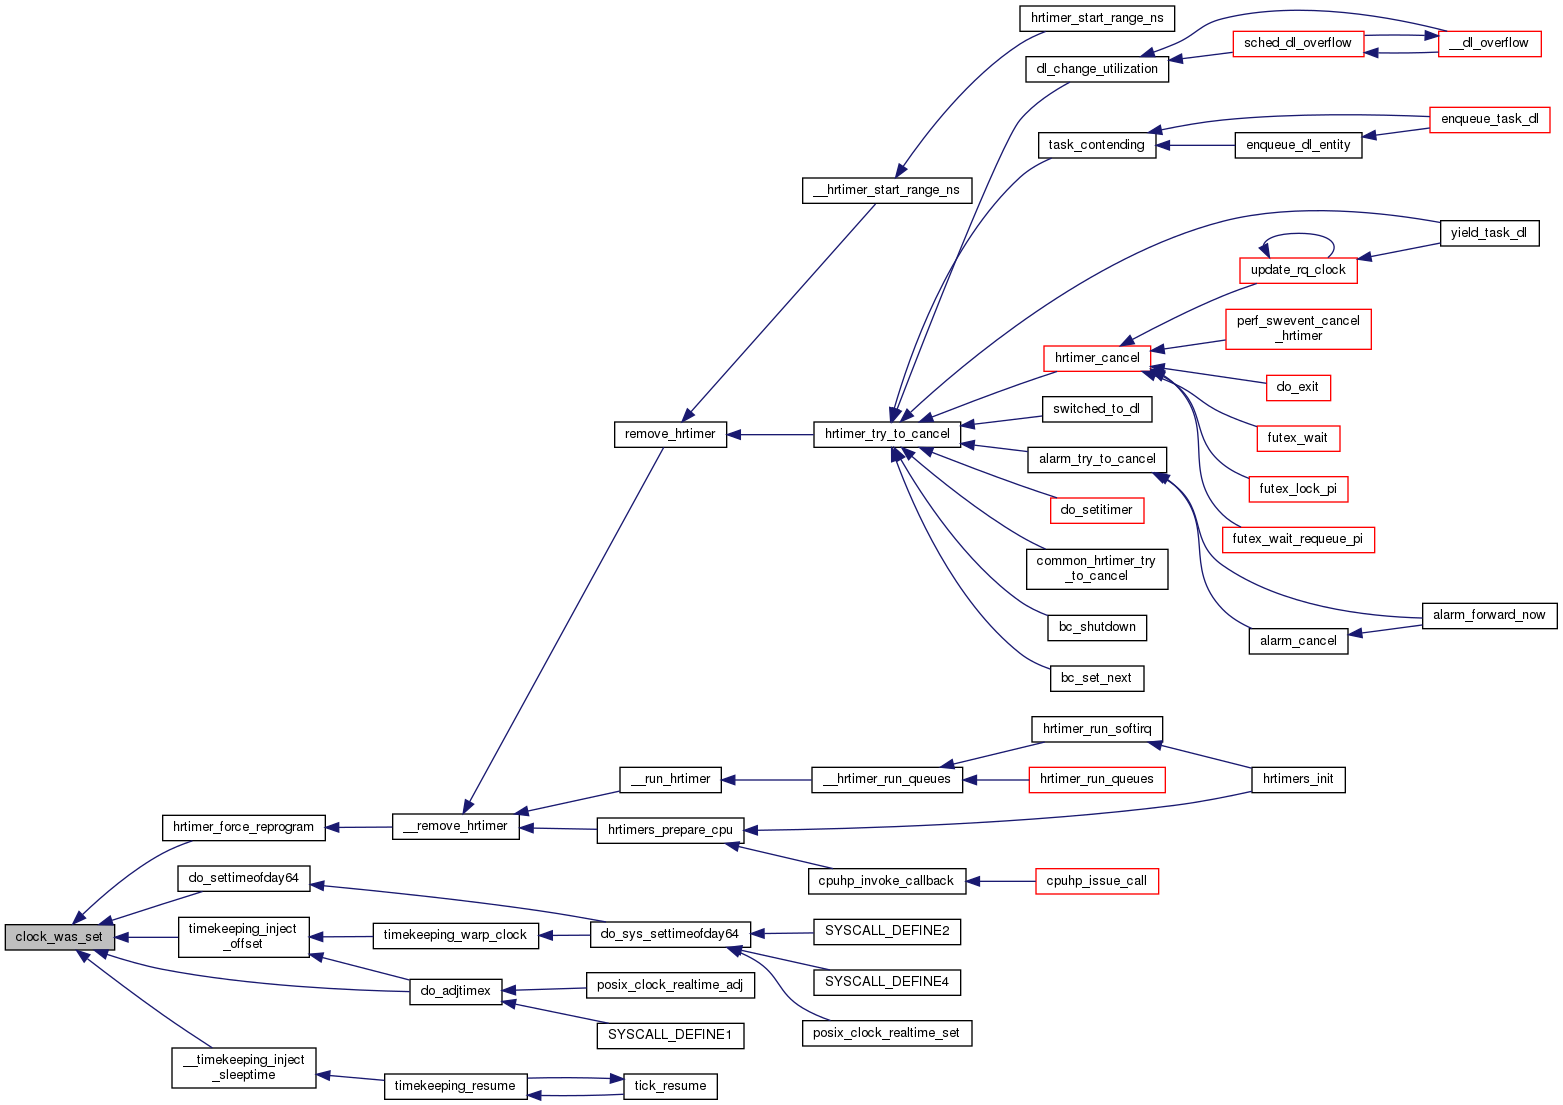 hrtimer_start_range_ns
dl_change_utilization
sched_dl_overflow
__dl_overflow
enqueue_task_dl
task_contending
enqueue_dl_entity
__hrtimer_start_range_ns
yield_task_dl
update_rq_clock
perf_swevent_cancel
_hrtimer
hrtimer_cancel
do_exit
switched_to_dl
remove_hrtimer
hrtimer_try_to_cancel
futex_wait
alarm_try_to_cancel
futex_lock_pi
do_setitimer
futex_wait_requeue_pi
common_hrtimer_try
_to_cancel
alarm_forward_now
bc_shutdown
alarm_cancel
bc_set_next
hrtimer_run_softirq
__run_hrtimer
__hrtimer_run_queues
hrtimer_run_queues
hrtimers_init
hrtimer_force_reprogram
__remove_hrtimer
hrtimers_prepare_cpu
do_settimeofday64
cpuhp_invoke_callback
cpuhp_issue_call
clock_was_set
timekeeping_inject
_offset
timekeeping_warp_clock
do_sys_settimeofday64
SYSCALL_DEFINE2
SYSCALL_DEFINE4
do_adjtimex
posix_clock_realtime_adj
SYSCALL_DEFINE1
posix_clock_realtime_set
__timekeeping_inject
_sleeptime
timekeeping_resume
tick_resume